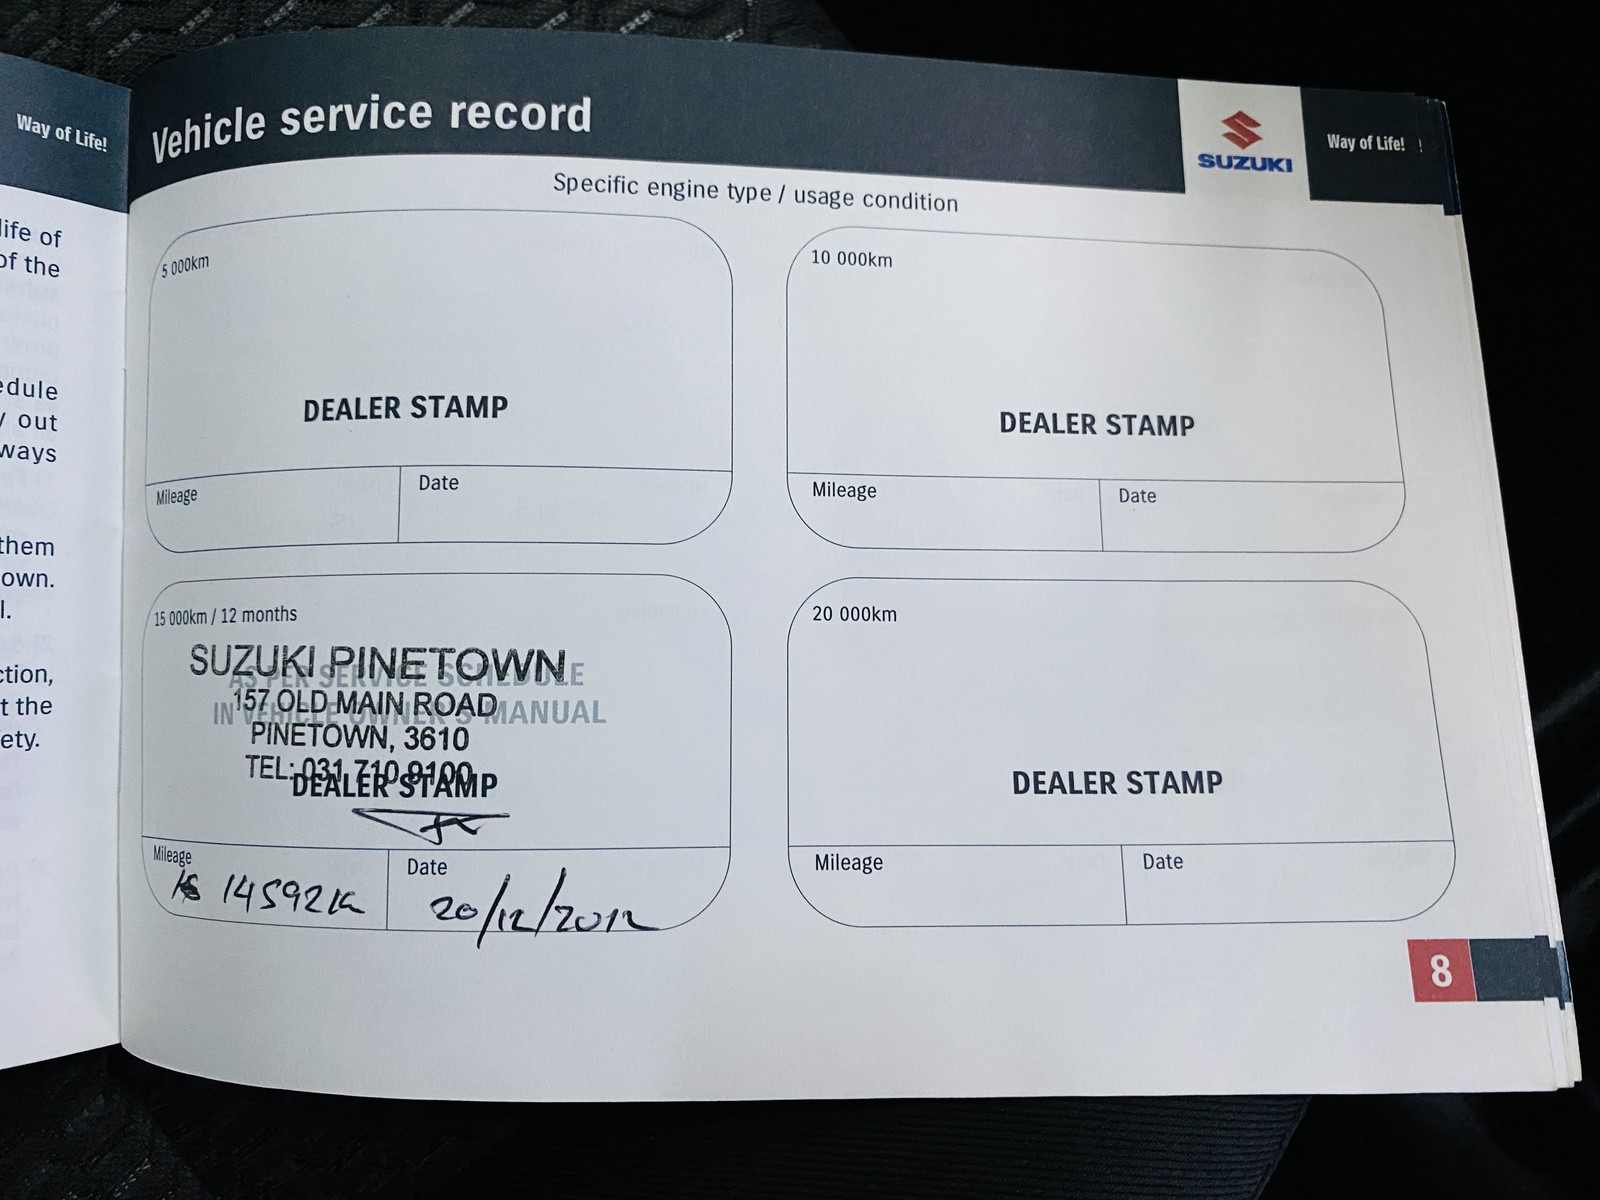 Way of Life!
life of
of the
edule
y out
ways
them
own.
l.
ction,
t the
ety.
Vehicle service record
SUZUKI
Way of Life!
Specific engine type / usage condition
5 000km
DEALER STAMP
Mileage
Date
10 000km
DEALER STAMP
Mileage
Date
15 000km / 12 months
SUZUKI PINETOWN
AS PER SERVICE SCHEDULE
157 OLD MAIN ROAD
IN VEHICLE OWNER'S MANUAL
PINETOWN, 3610
TEL: 031 710 9100
DEALER STAMP
Mileage
14592
Date
20/12/2012
20 000km
DEALER STAMP
Mileage
Date
8